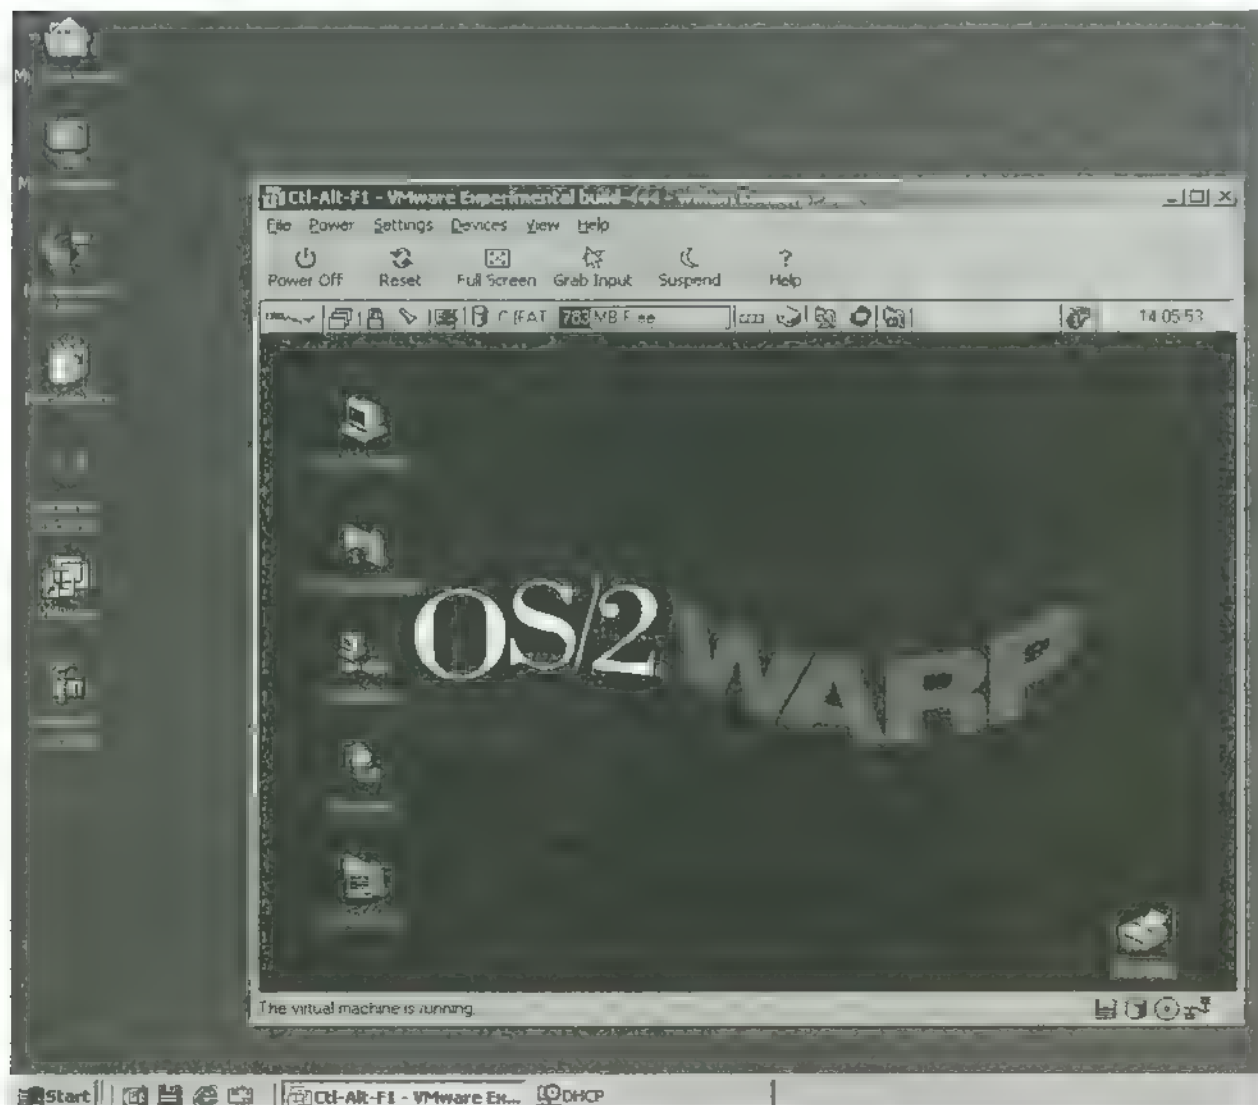 Ctl-Alt-F1 - VMware Experimental build
File Power Settings Devices View Help
Power Off Reset Full Screen Grab Input Suspend Help
783 MB 14:05:53
OS/2 WARP
The virtual machine is running.
Start Ctl-Alt-F1 - VMware Ex... DHCP